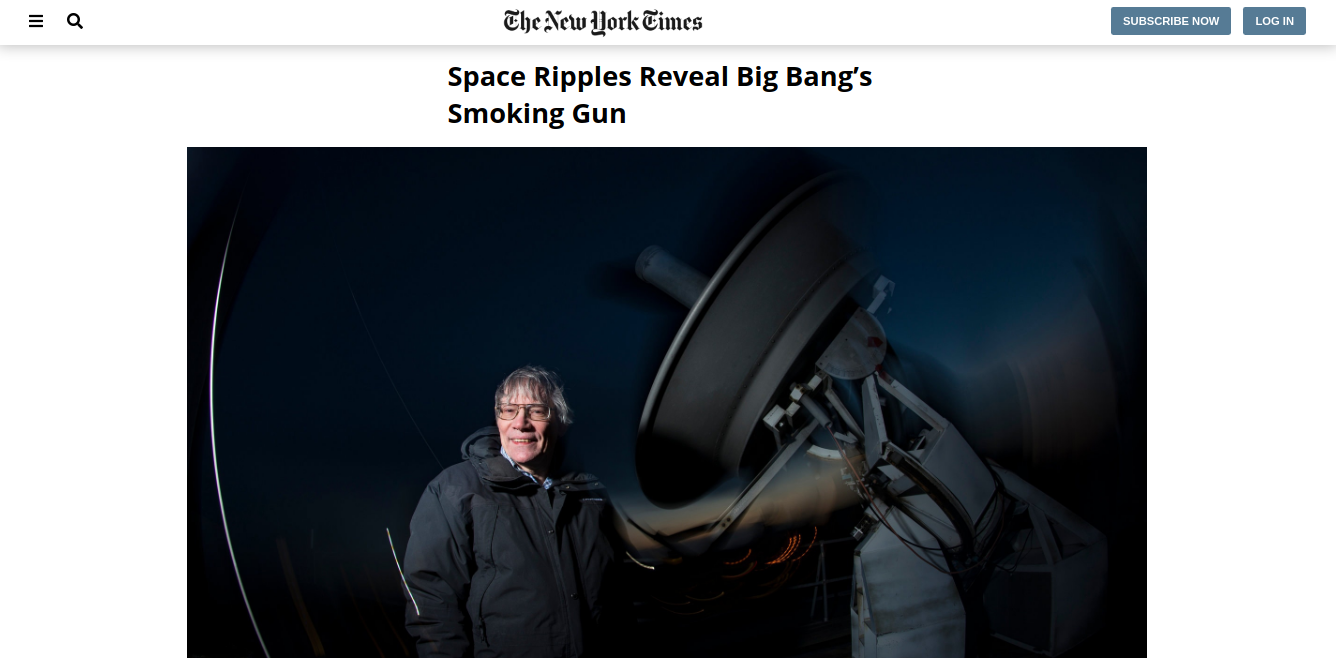 The New York Times
SUBSCRIBE NOW
LOG IN
Space Ripples Reveal Big Bang’s
Smoking Gun